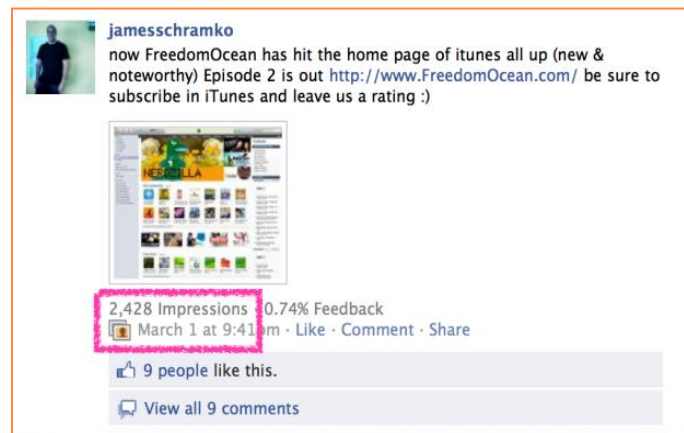 jamesschramko
now FreedomOcean has hit the home page of itunes all up (new &
noteworthy) Episode 2 is out http://www.FreedomOcean.com/ be sure to
subscribe in iTunes and leave us a rating :)
NERDZILLA
2,428 Impressions · 0.74% Feedback
March 1 at 9:41pm · Like · Comment · Share
9 people like this.
View all 9 comments